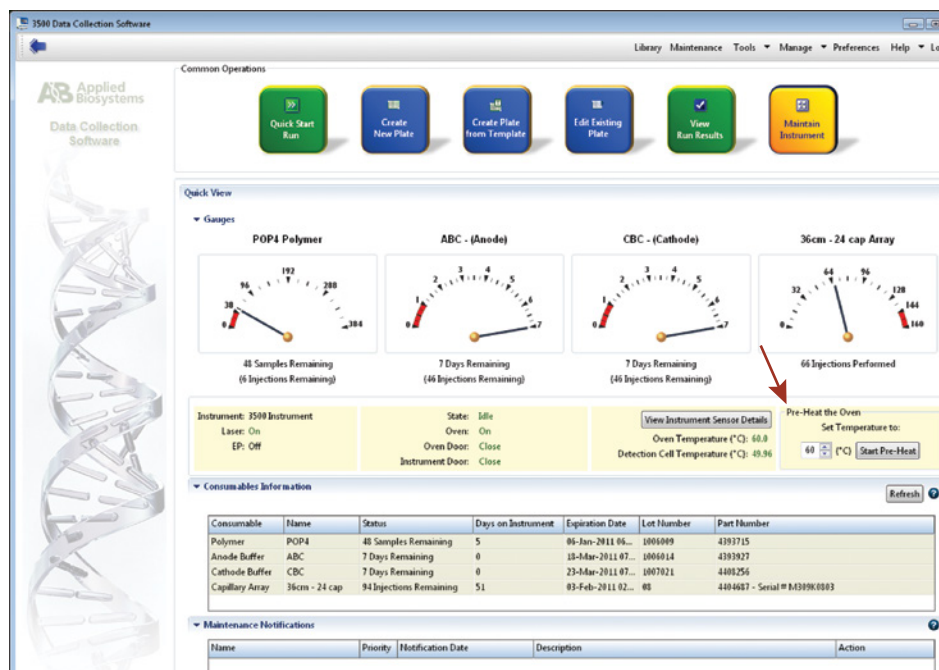 3500 Data Collection Software
Library Maintenance Tools Manage Preferences Help Lo
AB Applied Biosystems
Data Collection
Software
Common Operations
Quick Start
Run
Create
New Plate
Create Plate
from Template
Edit Existing
Plate
View
Run Results
Maintain
Instrument
Quick View
Gauges
POP4 Polymer
ABC - (Anode)
CBC - (Cathode)
36cm - 24 cap Array
0 38 96 192 288 384
0 1 2 3 4 5 6 7
0 1 2 3 4 5 6 7
0 32 64 96 128 144 160
48 Samples Remaining
(6 Injections Remaining)
7 Days Remaining
(46 Injections Remaining)
7 Days Remaining
(46 Injections Remaining)
66 Injections Performed
Instrument: 3500 Instrument
Laser: On
EP: Off
State: Idle
Oven: On
Oven Door: Close
Instrument Door: Close
View Instrument Sensor Details
Oven Temperature (°C): 60.0
Detection Cell Temperature (°C): 49.96
Pre-Heat the Oven
Set Temperature to:
60 (°C) Start Pre-Heat
Consumables Information
Refresh
Consumable Name Status Days on Instrument Expiration Date Lot Number Part Number
Polymer POP4 48 Samples Remaining 5 06-Jan-2011 06... 1006009 4393715
Anode Buffer ABC 7 Days Remaining 0 18-Mar-2011 07... 1006014 4393927
Cathode Buffer CBC 7 Days Remaining 0 23-Mar-2011 07... 1007021 4408256
Capillary Array 36cm - 24 cap 94 Injections Remaining 51 03-Feb-2011 02... 08 4404687 - Serial # M309K0803
Maintenance Notifications
Name Priority Notification Date Description Action